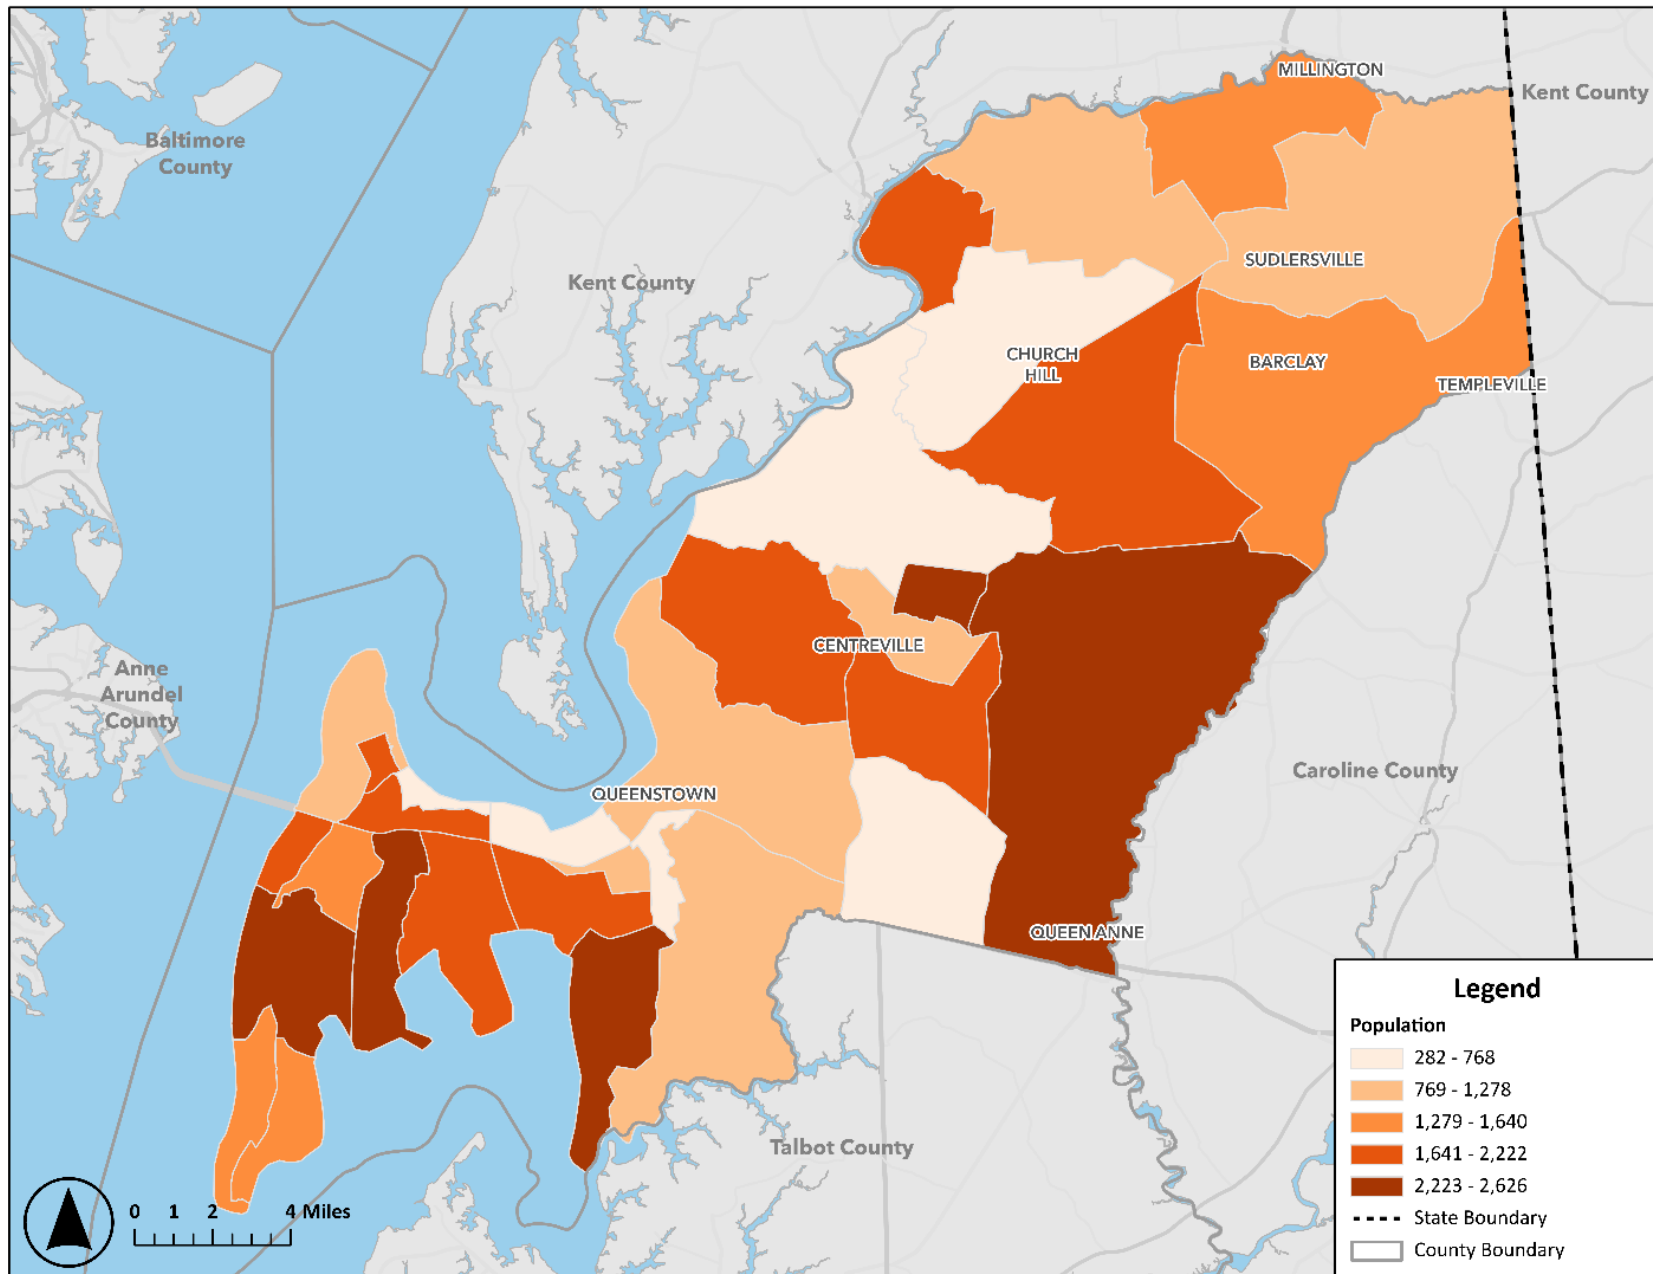 MILLINGTON
Kent County
Baltimore
County
SUDLERSVILLE
Kent County
CHURCH
HILL
BARCLAY
TEMPLEVILLE
CENTREVILLE
Anne
Arundel
County
Caroline County
QUEENSTOWN
QUEEN ANNE
Talbot County
0 1 2 4 Miles
Legend
Population
282 - 768
769 - 1,278
1,279 - 1,640
1,641 - 2,222
2,223 - 2,626
State Boundary
County Boundary